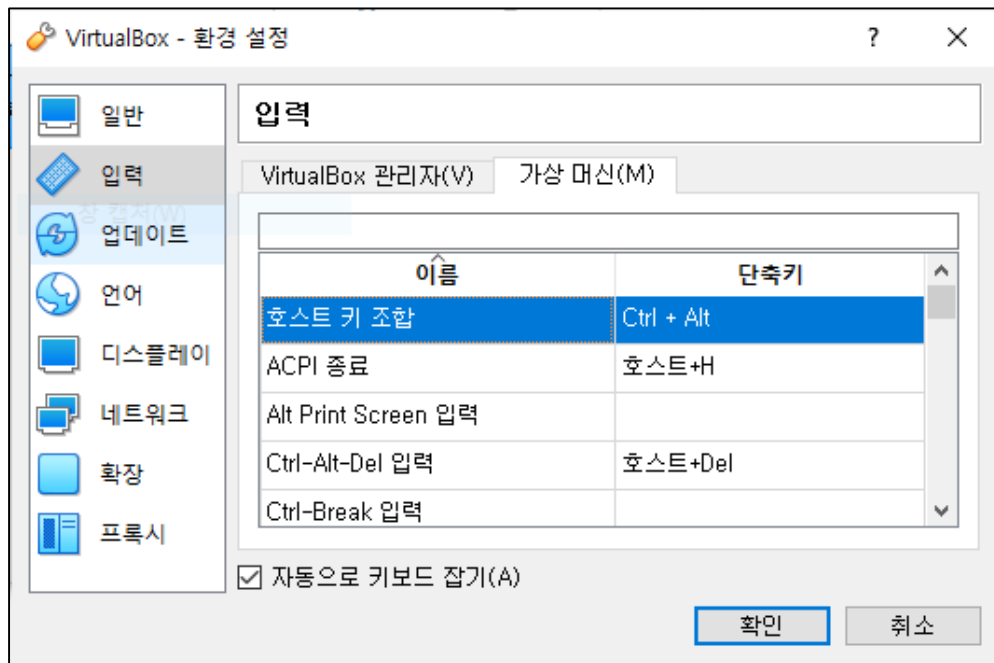 VirtualBox - 환경 설정
?
일반
입력
업데이트
언어
디스플레이
네트워크
확장
프록시
창 캡처(W)
입력
VirtualBox 관리자(V) 가상 머신(M)
이름 단축키
호스트 키 조합 Ctrl + Alt
ACPI 종료 호스트+H
Alt Print Screen 입력
Ctrl-Alt-Del 입력 호스트+Del
Ctrl-Break 입력
자동으로 키보드 잡기(A)
확인 취소